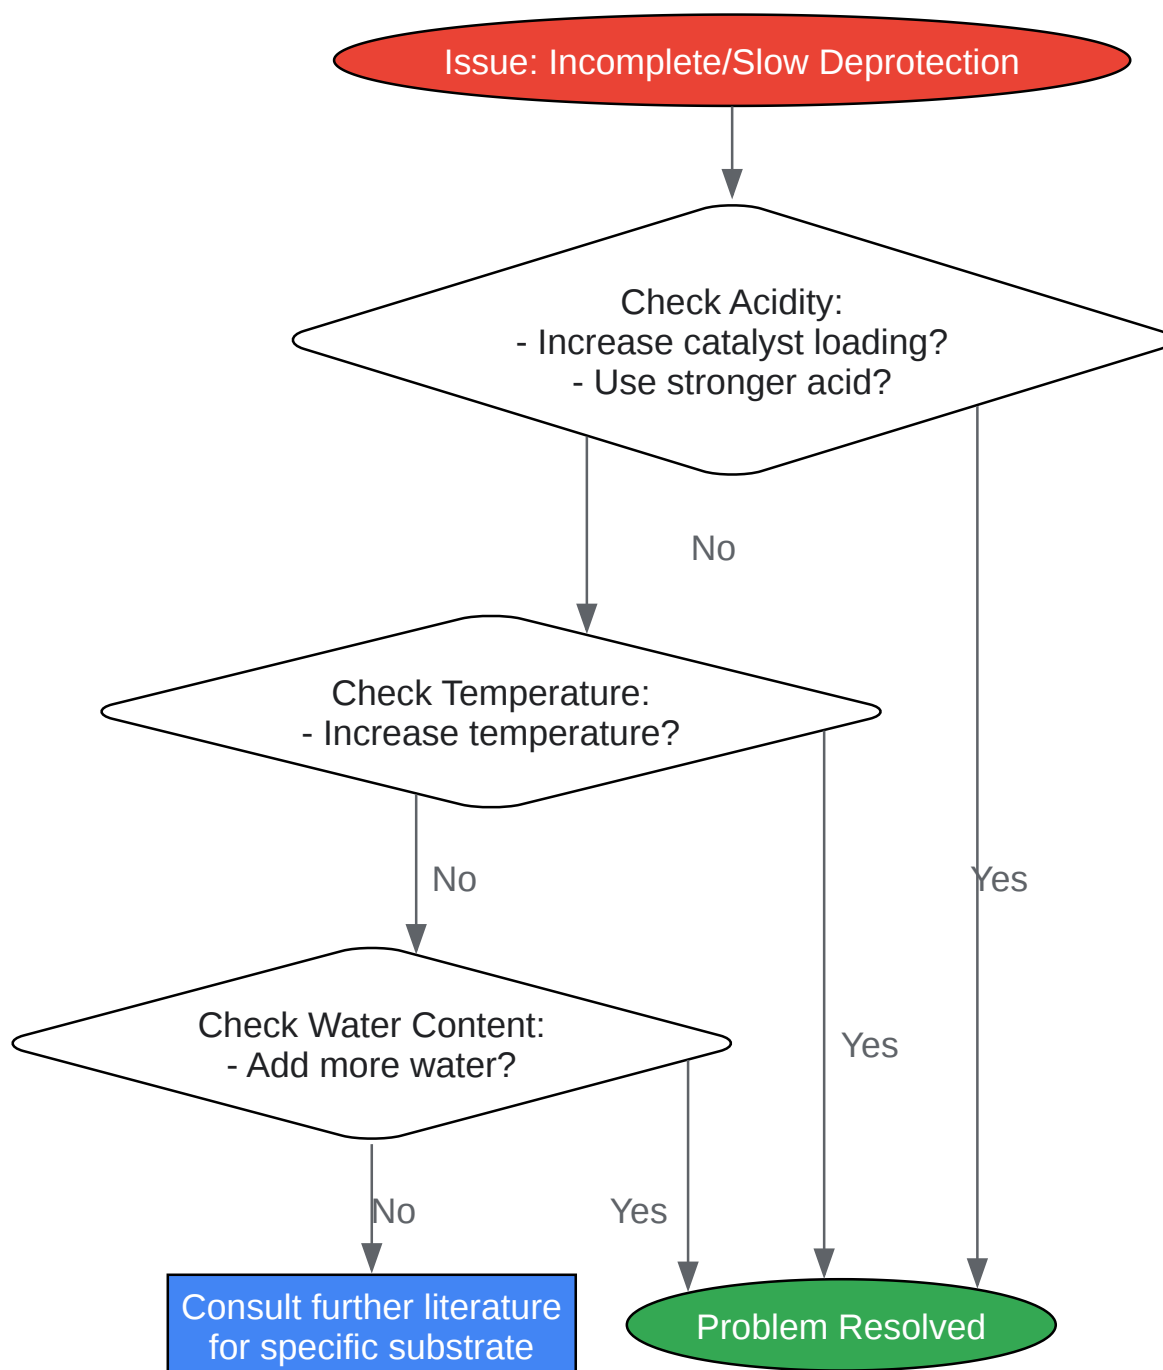 Issue: Incomplete/Slow Deprotection
Check Acidity:
- Increase catalyst loading?
- Use stronger acid?
No
Check Temperature:
- Increase temperature?
No
Yes
Check Water Content:
- Add more water?
Yes
No
Yes
Consult further literature
for specific substrate
Problem Resolved